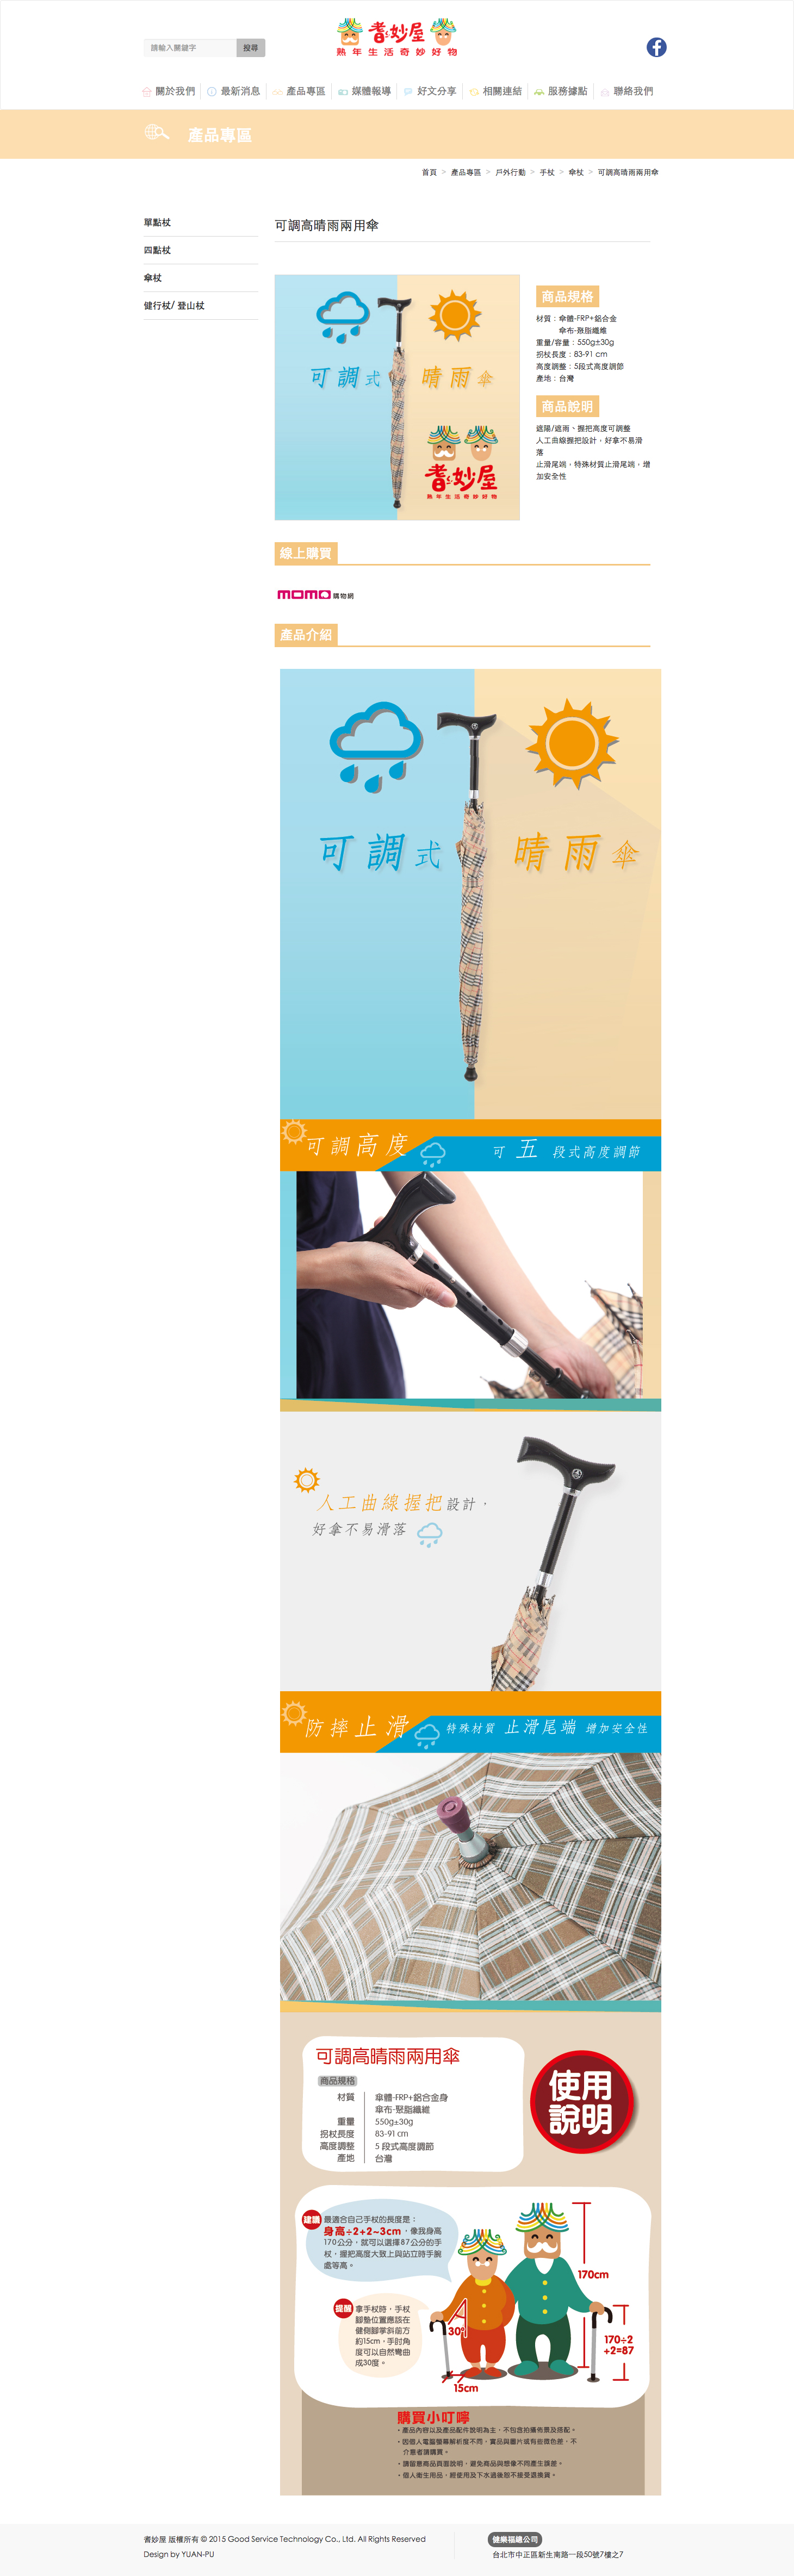 請輸入關鍵字 搜尋
耆妙屋
熟年生活奇妙好物
關於我們 最新消息 產品專區 媒體報導 好文分享 相關連結 服務據點 聯絡我們
產品專區
首頁 > 產品專區 > 戶外行動 > 手杖 > 傘杖 > 可調高晴雨兩用傘
單點杖
四點杖
傘杖
健行杖/ 登山杖
可調高晴雨兩用傘
可調式 晴雨傘
耆妙屋
熟年生活奇妙好物
商品規格
材質：傘體-FRP+鋁合金
傘布-聚脂纖維
重量/容量：550g±30g
拐杖長度：83-91 cm
高度調整：5段式高度調節
產地：台灣
商品說明
遮陽/遮雨、握把高度可調整
人工曲線握把設計，好拿不易滑
落
止滑尾端，特殊材質止滑尾端，增
加安全性
線上購買
momo購物網
產品介紹
可調式 晴雨傘
可調高度 可 五 段式高度調節
人工曲線握把設計，
好拿不易滑落
防摔止滑 特殊材質 止滑尾端 增加安全性
可調高晴雨兩用傘
商品規格
材質 傘體-FRP+鋁合金身
傘布-聚脂纖維
重量 550g±30g
拐杖長度 83-91 cm
高度調整 5 段式高度調節
產地 台灣
使用
說明
建議 最適合自己手杖的長度是：
身高÷2+2~3cm，像我身高
170公分，就可以選擇87公分的手
杖，握把高度大致上與站立時手腕
處等高。
提醒 拿手杖時，手杖
腳墊位置應該在
健側腳掌斜前方
約15cm，手肘角
度可以自然彎曲
成30度。
30°
15cm
170cm
170÷2
+2=87
購買小叮嚀
・產品內容以及產品配件說明為主，不包含拍攝佈景及搭配。
・因個人電腦螢幕解析度不同，實品與圖片或有些微色差，不
介意者請購買。
・請留意商品頁面說明，避免商品與想像不同產生誤差。
・個人衛生用品，經使用及下水過後恕不接受退換貨。
耆妙屋 版權所有 © 2015 Good Service Technology Co., Ltd. All Rights Reserved
Design by YUAN-PU
健樂福總公司
台北市中正區新生南路一段50號7樓之7